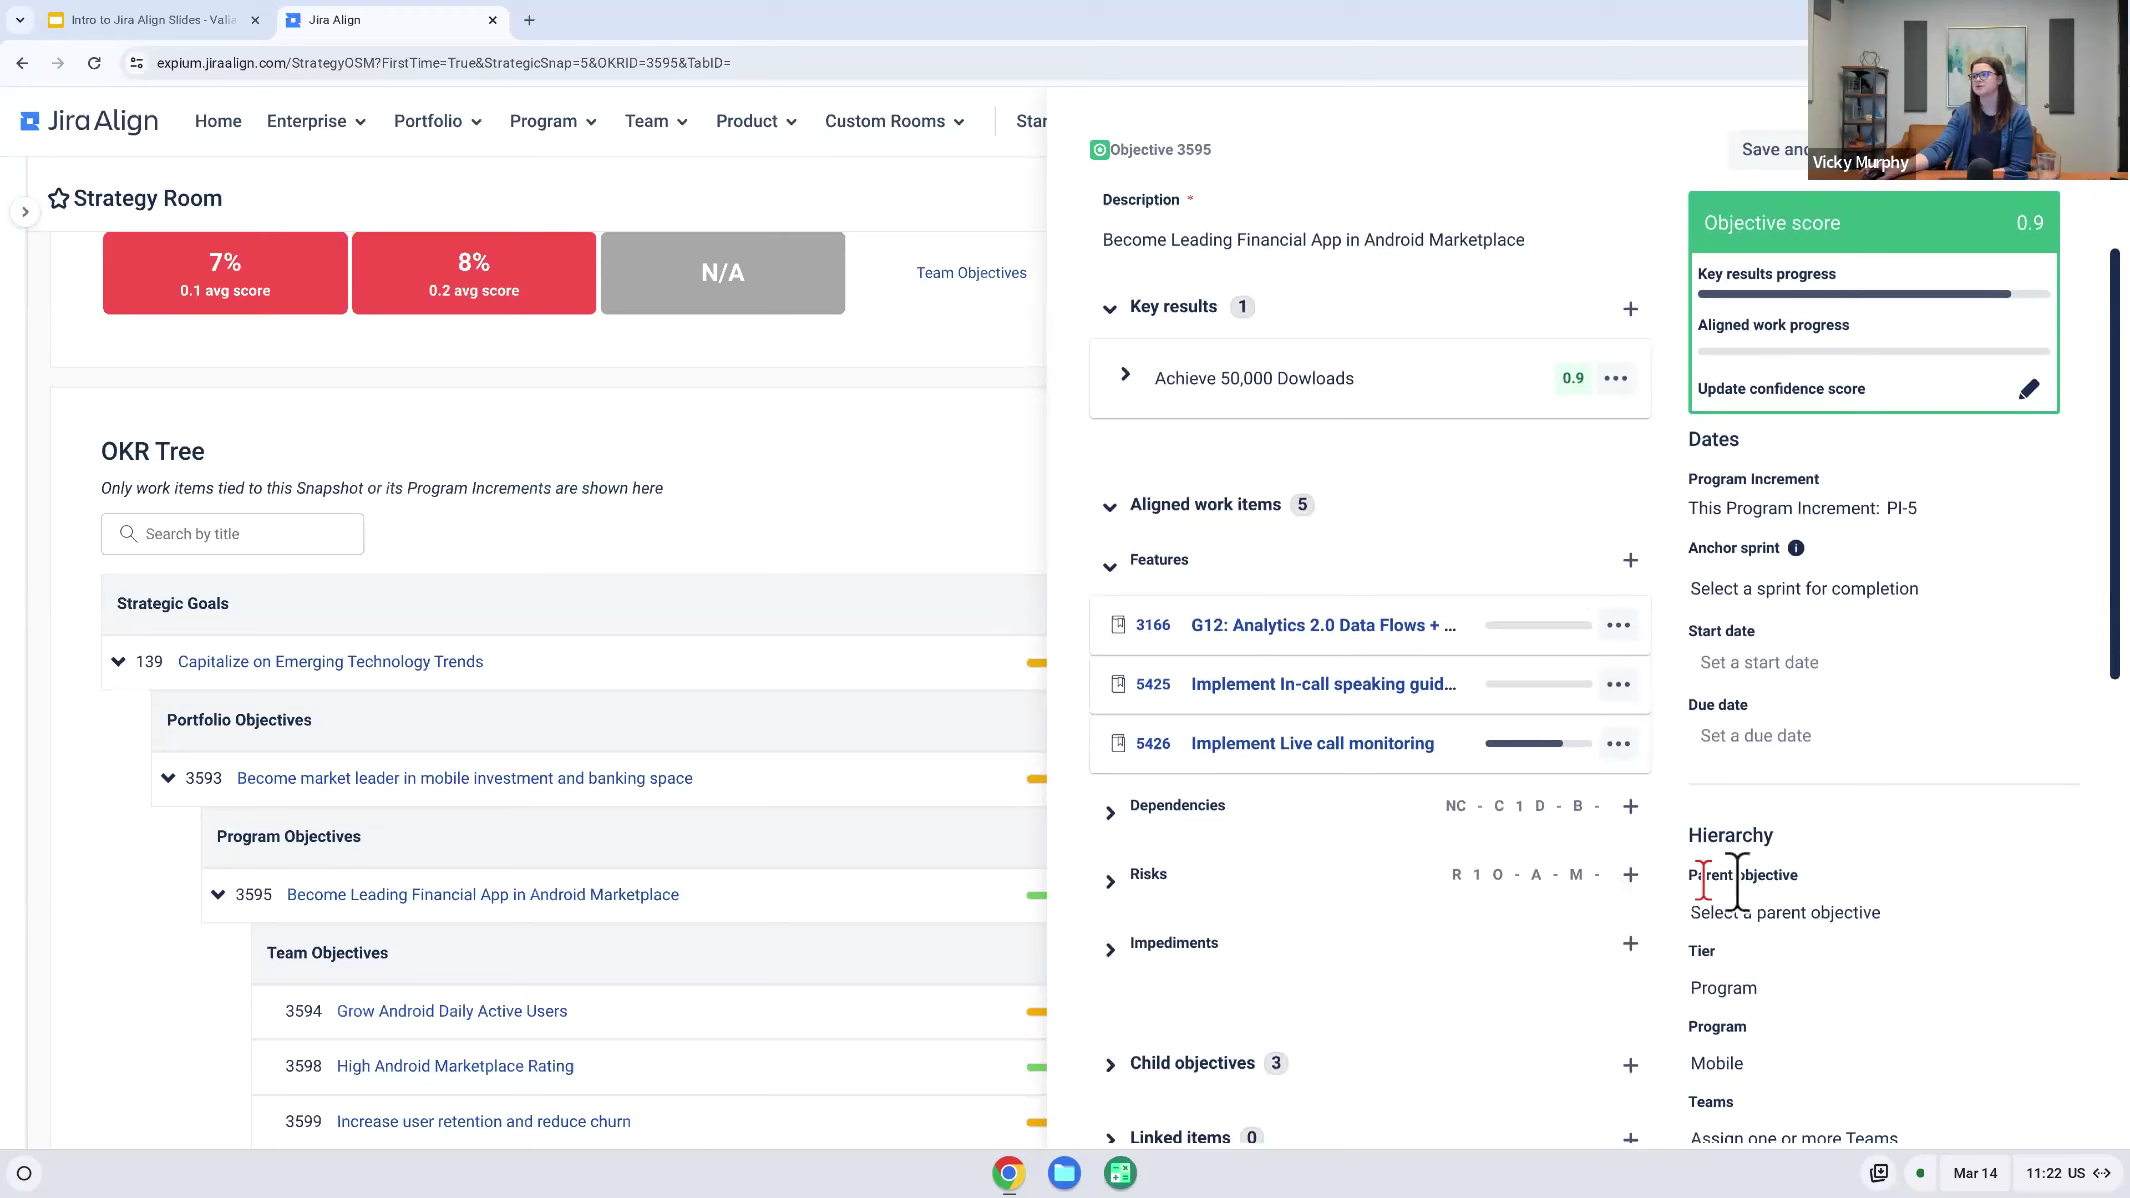 Intro to Jira Align Slides - Valia
Jira Align
expium.jiraalign.com/StrategyOSM?FirstTime=True&StrategicSnap=5&OKRID=3595&TabID=
Jira Align
Home
Enterprise
Portfolio
Program
Team
Product
Custom Rooms
Star
Strategy Room
7%
0.1 avg score
8%
0.2 avg score
N/A
Team Objectives
OKR Tree
Only work items tied to this Snapshot or its Program Increments are shown here
Search by title
Strategic Goals
139 Capitalize on Emerging Technology Trends
Portfolio Objectives
3593 Become market leader in mobile investment and banking space
Program Objectives
3595 Become Leading Financial App in Android Marketplace
Team Objectives
3594 Grow Android Daily Active Users
3598 High Android Marketplace Rating
3599 Increase user retention and reduce churn
Objective 3595
Save and
Vicky Murphy
Description *
Become Leading Financial App in Android Marketplace
Key results 1
Achieve 50,000 Dowloads 0.9
Aligned work items 5
Features
3166 G12: Analytics 2.0 Data Flows + ...
5425 Implement In-call speaking guid...
5426 Implement Live call monitoring
Dependencies NC - C 1 D - B -
Risks R 1 O - A - M -
Impediments
Child objectives 3
Linked items 0
Objective score 0.9
Key results progress
Aligned work progress
Update confidence score
Dates
Program Increment
This Program Increment: PI-5
Anchor sprint
Select a sprint for completion
Start date
Set a start date
Due date
Set a due date
Hierarchy
Parent objective
Select a parent objective
Tier
Program
Program
Mobile
Teams
Assign one or more Teams
Mar 14
11:22 US